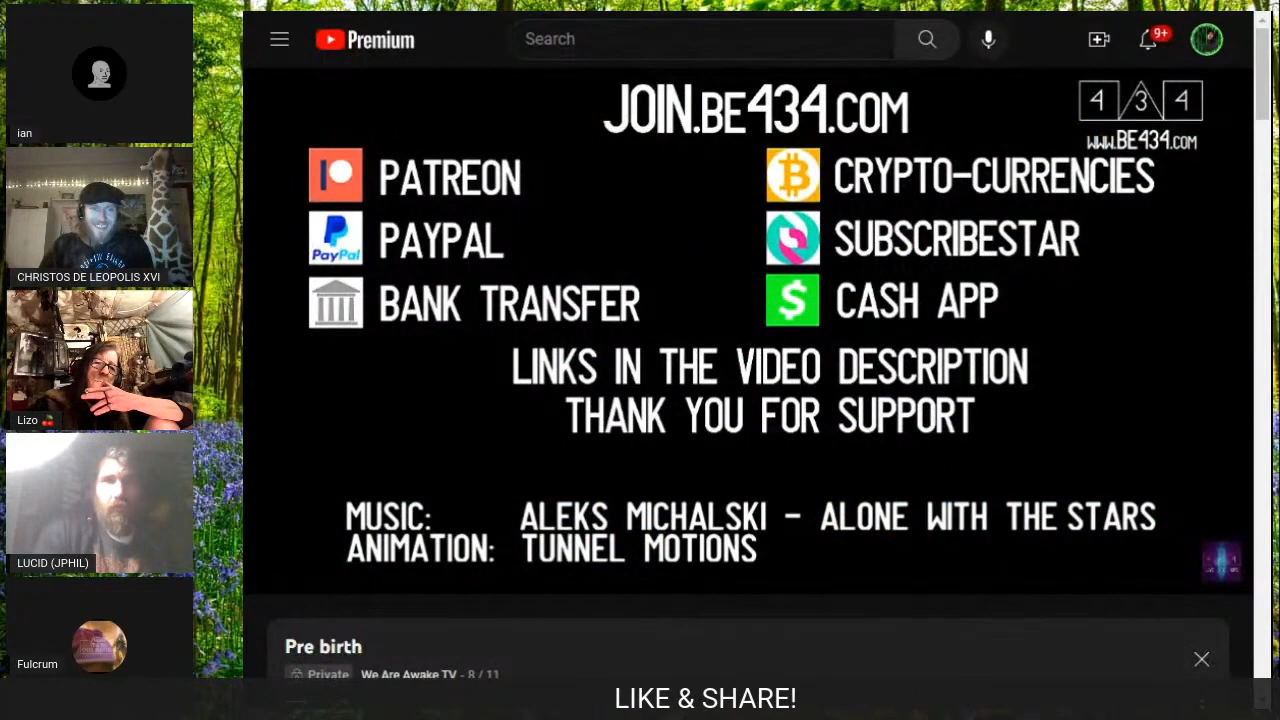 ian
CHRISTOS DE LEOPOLIS XVI
Lizo 🍒
LUCID (JPHIL)
Fulcrum
Premium
Search
9+
JOIN.BE434.COM
4 3 4
WWW.BE434.COM
PATREON
CRYPTO-CURRENCIES
PayPal
PAYPAL
SUBSCRIBESTAR
BANK TRANSFER
$ CASH APP
LINKS IN THE VIDEO DESCRIPTION
THANK YOU FOR SUPPORT
MUSIC: ALEKS MICHALSKI - ALONE WITH THE STARS
ANIMATION: TUNNEL MOTIONS
Pre birth
Private We Are Awake TV - 8 / 11
LIKE & SHARE!